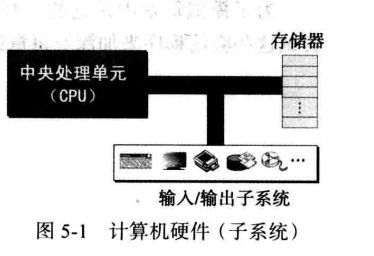 存储器
中央处理单元
（CPU）
输入/输出子系统
图 5-1 计算机硬件（子系统）